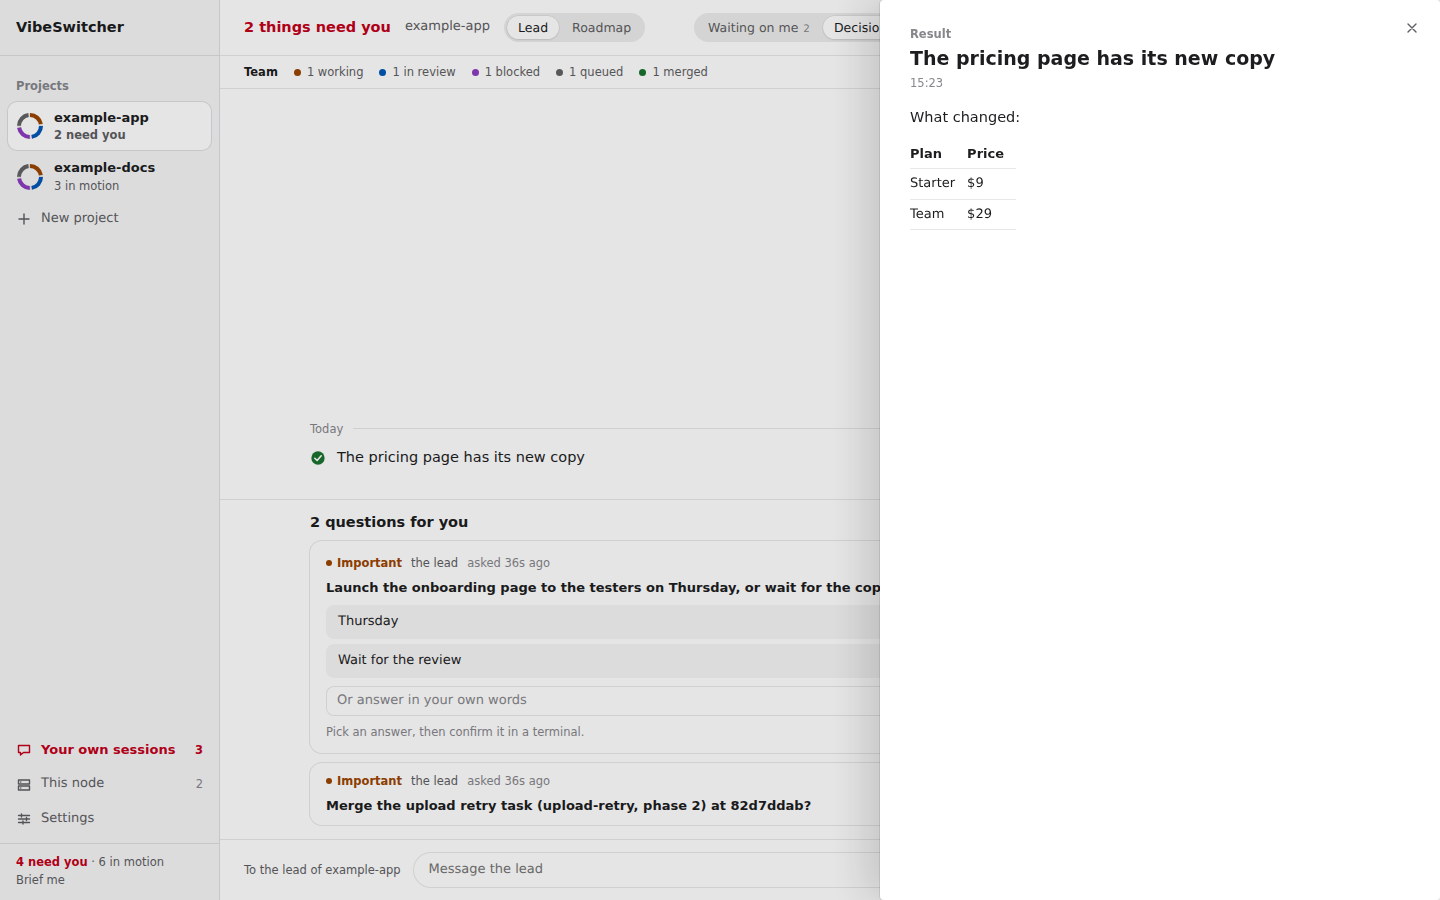 VibeSwitcher
Projects
example-app
2 need you
example-docs
3 in motion
New project
Your own sessions 3
This node 2
Settings
4 need you · 6 in motion
Brief me
2 things need you example-app Lead Roadmap Waiting on me 2
Team 1 working 1 in review 1 blocked 1 queued 1 merged
Today
The pricing page has its new copy
2 questions for you
Important the lead asked 36s ago
Launch the onboarding page to the testers on Thursday, or wait for the
Thursday
Wait for the review
Or answer in your own words
Pick an answer, then confirm it in a terminal.
Important the lead asked 36s ago
Merge the upload retry task (upload-retry, phase 2) at 82d7ddab?
To the lead of example-app Message the lead
Result
The pricing page has its new copy
15:23
What changed:
Plan Price
Starter $9
Team $29